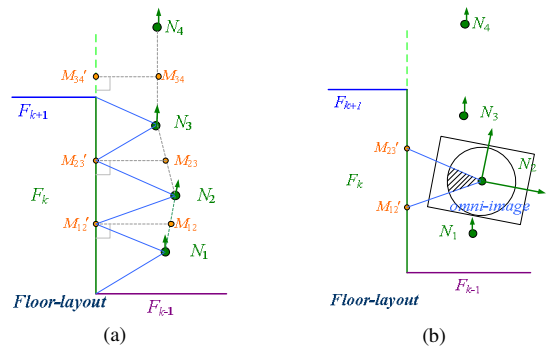 N4
M34' M34
Fk+1
N3
M23' M23
Fk
N2
M12' M12
N1
Floor-layout
Fk-1
(a)
N4
Fk+1
N3
M23'
N2
Fk
omni-image
M12'
N1
Fk-1
Floor-layout
(b)